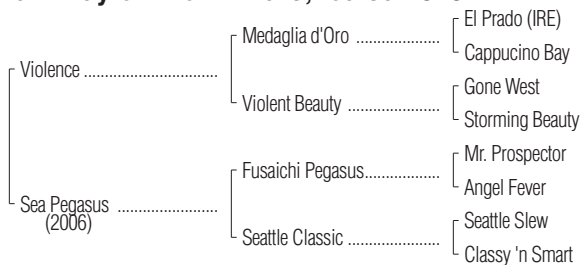 Medaglia d'Oro ..................... El Prado (IRE)
Cappucino Bay
Violence .................................
Violent Beauty ...................... Gone West
Storming Beauty
Fusaichi Pegasus................. Mr. Prospector
Angel Fever
Sea Pegasus .........................
(2006)
Seattle Classic ...................... Seattle Slew
Classy 'n Smart